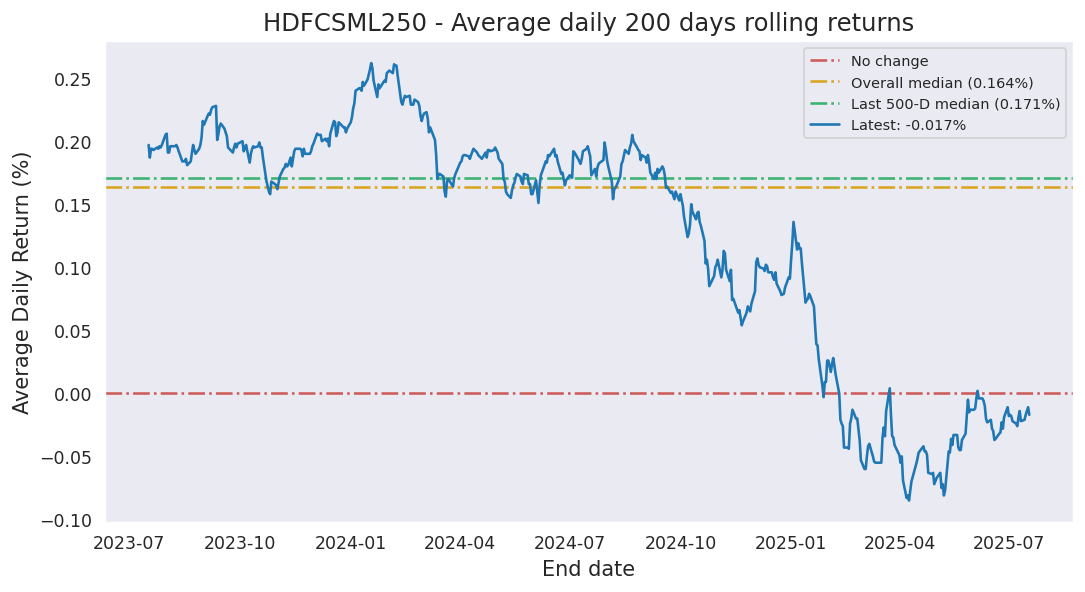 HDFCSML250 - Average daily 200 days rolling returns
Average Daily Return (%)
0.25
0.20
0.15
0.10
0.05
0.00
−0.05
−0.10
No change
Overall median (0.164%)
Last 500-D median (0.171%)
Latest: -0.017%
2023-07 2023-10 2024-01 2024-04 2024-07 2024-10 2025-01 2025-04 2025-07
End date